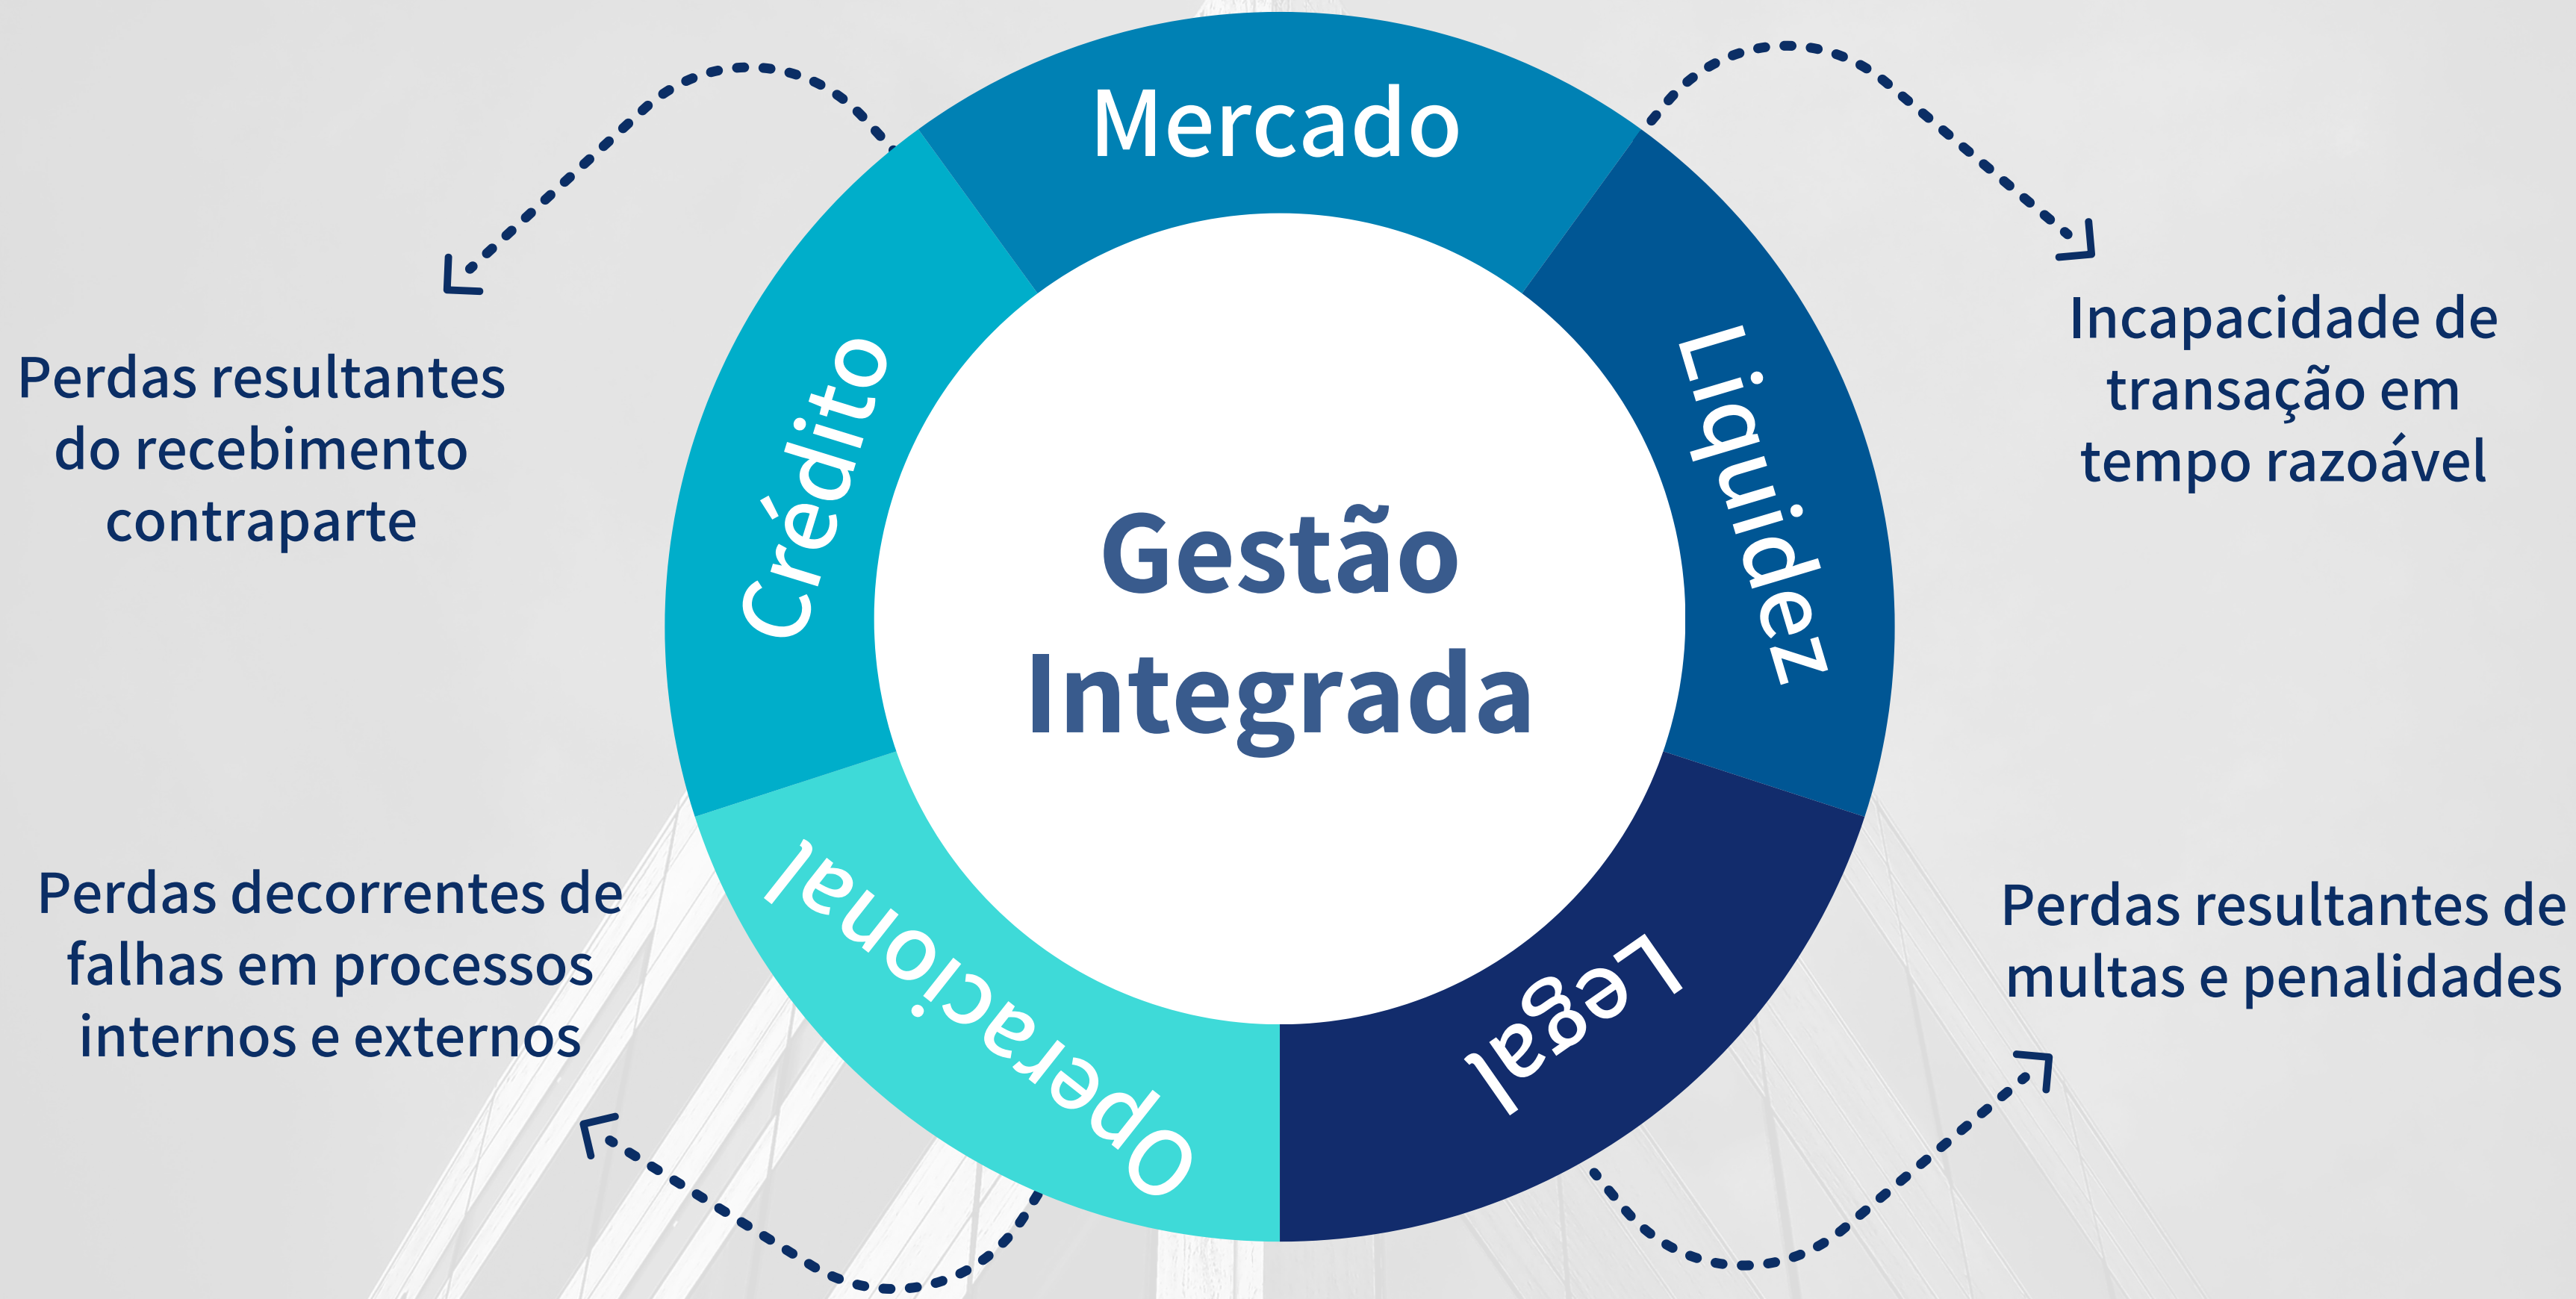 Mercado
Liquidez
Legal
Operacional
Crédito
Gestão
Integrada
Perdas resultantes
do recebimento
contraparte
Incapacidade de
transação em
tempo razoável
Perdas decorrentes de
falhas em processos
internos e externos
Perdas resultantes de
multas e penalidades